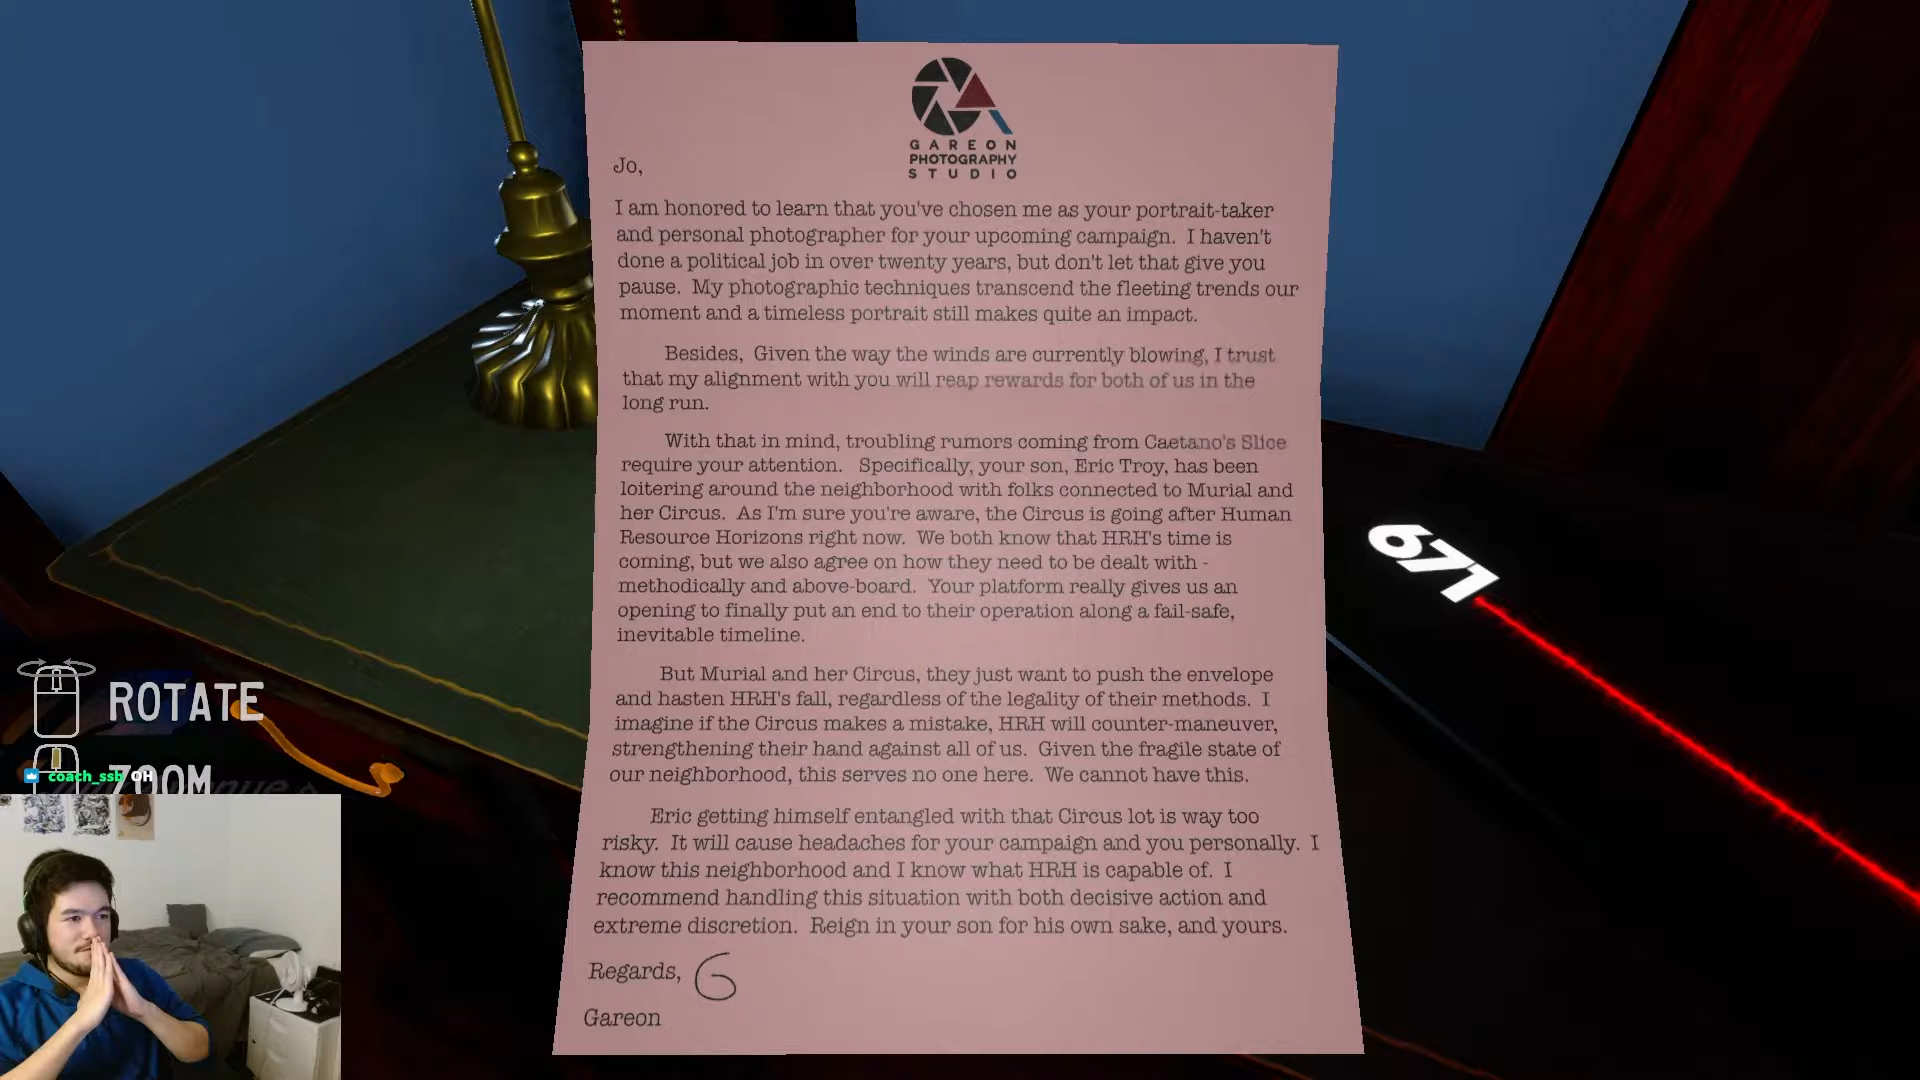 GAREON
PHOTOGRAPHY
STUDIO
Jo,
I am honored to learn that you've chosen me as your portrait-taker
and personal photographer for your upcoming campaign. I haven't
done a political job in over twenty years, but don't let that give you
pause. My photographic techniques transcend the fleeting trends our
moment and a timeless portrait still makes quite an impact.
Besides, Given the way the winds are currently blowing, I trust
that my alignment with you will reap rewards for both of us in the
long run.
With that in mind, troubling rumors coming from Caetano's Slice
require your attention. Specifically, your son, Eric Troy, has been
loitering around the neighborhood with folks connected to Murial and
her Circus. As I'm sure you're aware, the Circus is going after Human
Resource Horizons right now. We both know that HRH's time is
coming, but we also agree on how they need to be dealt with -
methodically and above-board. Your platform really gives us an
opening to finally put an end to their operation along a fail-safe,
inevitable timeline.
But Murial and her Circus, they just want to push the envelope
and hasten HRH's fall, regardless of the legality of their methods. I
imagine if the Circus makes a mistake, HRH will counter-maneuver,
strengthening their hand against all of us. Given the fragile state of
our neighborhood, this serves no one here. We cannot have this.
Eric getting himself entangled with that Circus lot is way too
risky. It will cause headaches for your campaign and you personally. I
know this neighborhood and I know what HRH is capable of. I
recommend handling this situation with both decisive action and
extreme discretion. Reign in your son for his own sake, and yours.
Regards, G
Gareon
671
ROTATE
ZOOM
coach_ssb OH